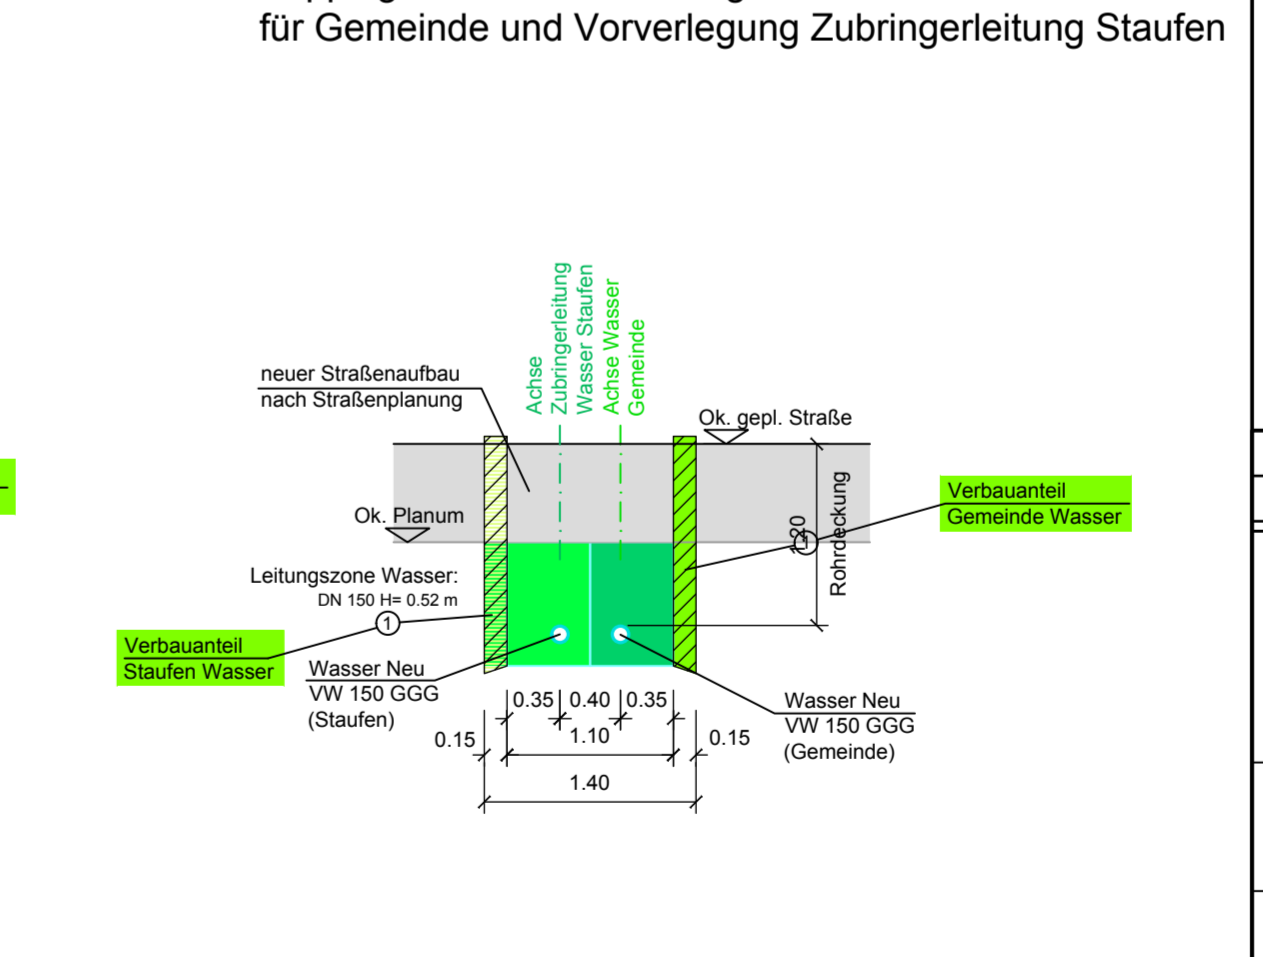 für Gemeinde und Vorverlegung Zubringerleitung Staufen
Achse
Zubringerleitung
Wasser Staufen
Achse Wasser
Gemeinde
neuer Straßenaufbau
nach Straßenplanung
Ok. gepl. Straße
Ok. Planum
1.20
Rohrdeckung
1
Verbauanteil
Gemeinde Wasser
Leitungszone Wasser:
DN 150 H= 0.52 m
1
Verbauanteil
Staufen Wasser
Wasser Neu
VW 150 GGG
(Staufen)
Wasser Neu
VW 150 GGG
(Gemeinde)
0.35 0.40 0.35
0.15 1.10 0.15
1.40